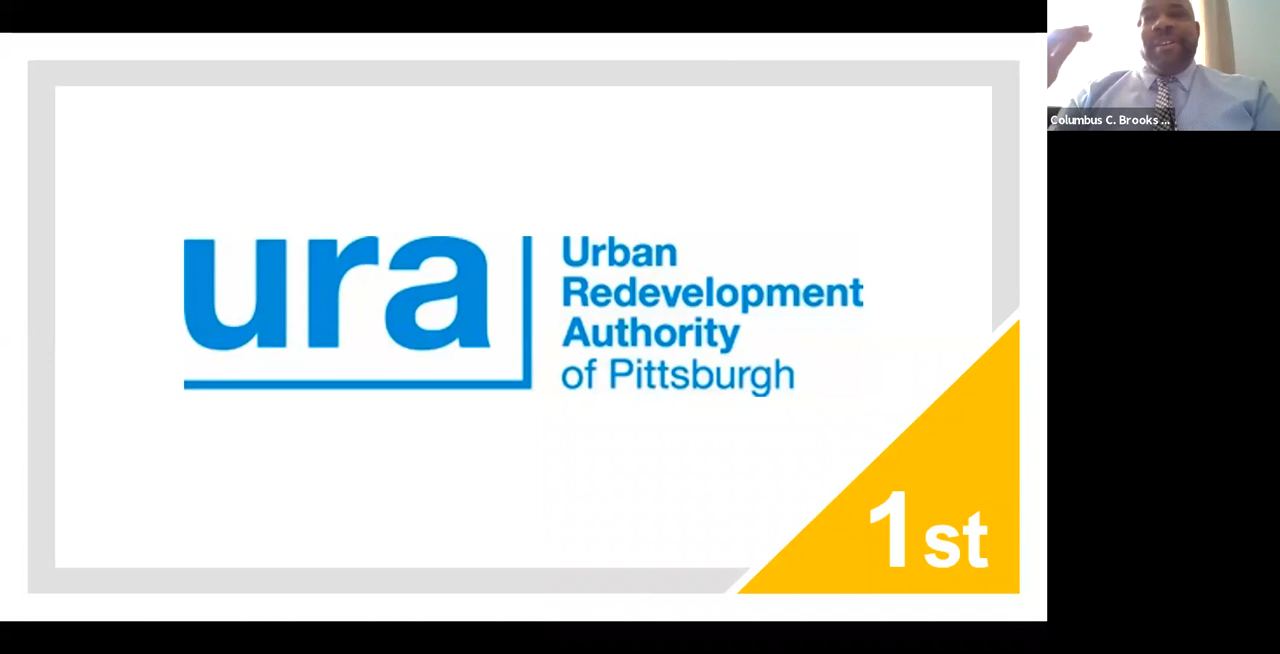 ura
Urban
Redevelopment
Authority
of Pittsburgh
1st
Columbus C. Brooks ...